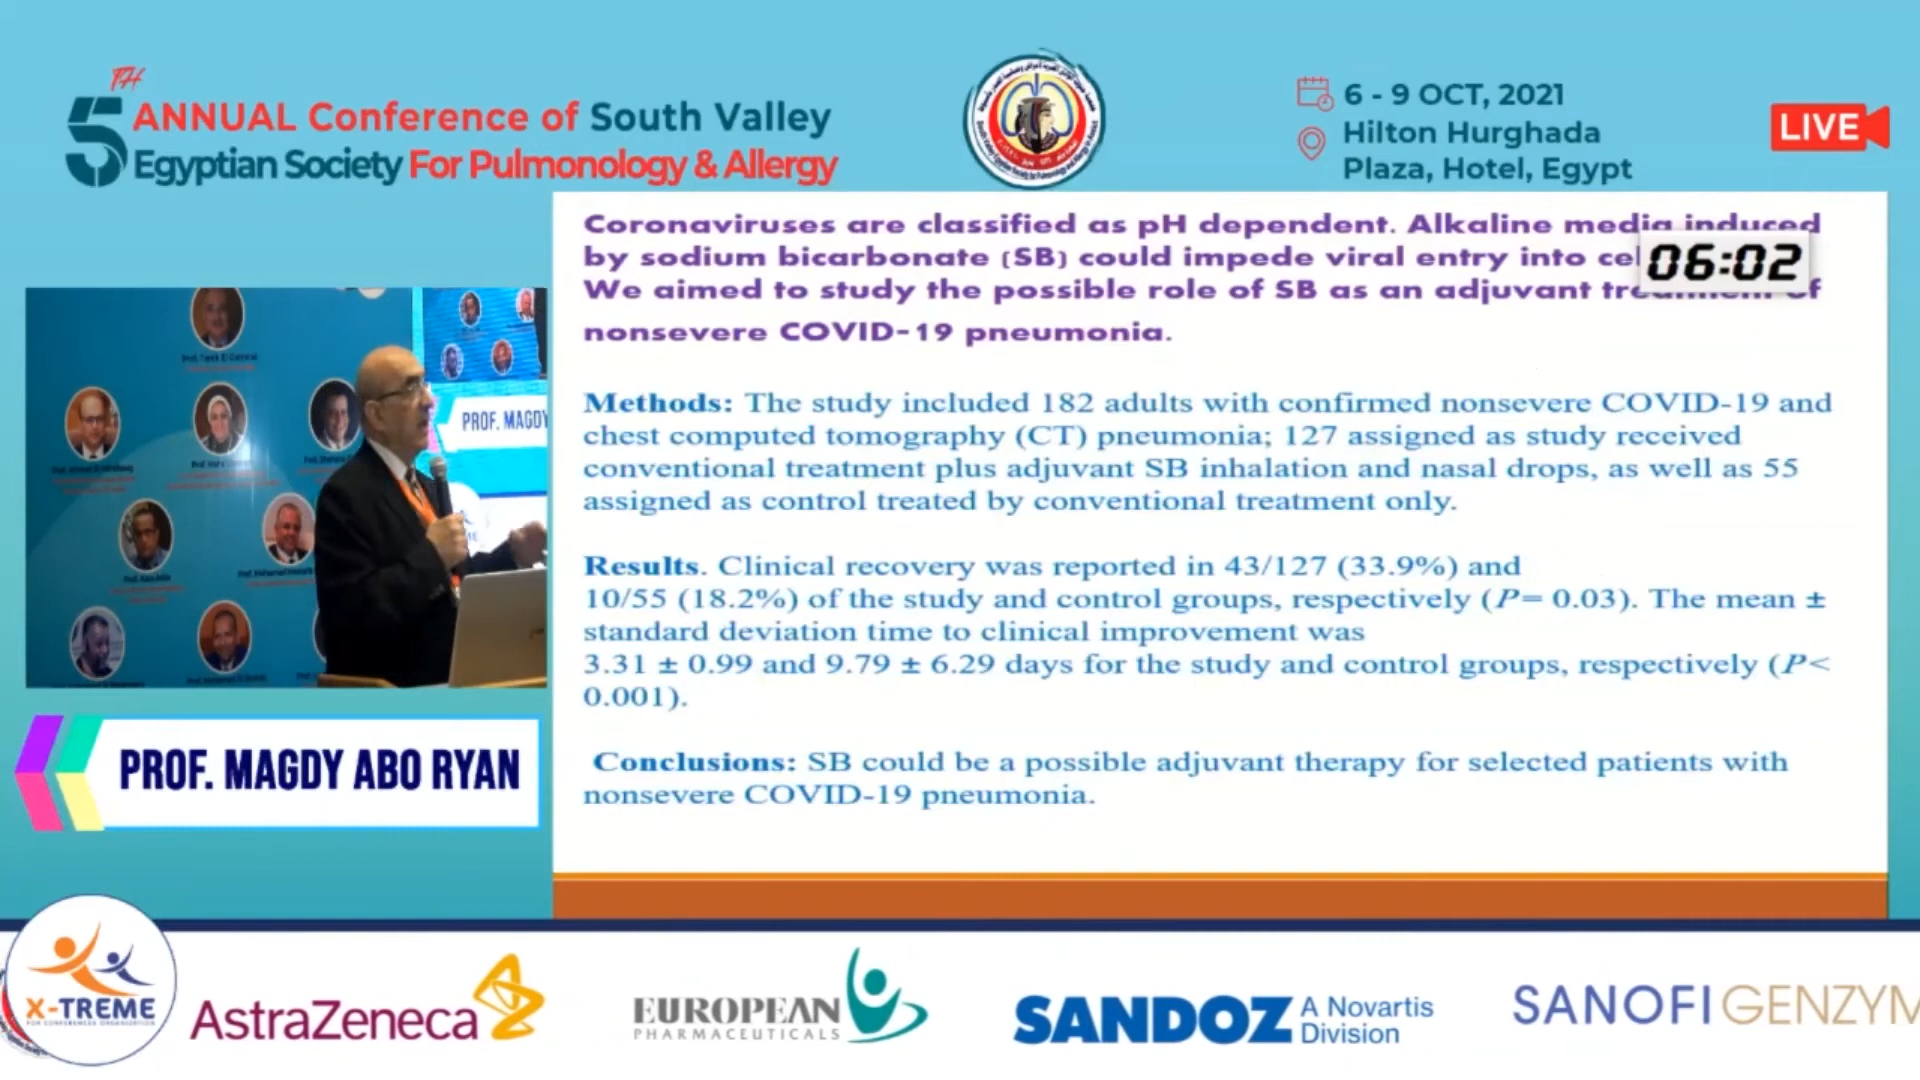 TH
5 ANNUAL Conference of South Valley
Egyptian Society For Pulmonology & Allergy
6 - 9 OCT, 2021
Hilton Hurghada
Plaza, Hotel, Egypt
LIVE
Coronaviruses are classified as pH dependent. Alkaline media induced
by sodium bicarbonate (SB) could impede viral entry into
06:02
We aimed to study the possible role of SB as an adjuvant treatment of
nonsevere COVID-19 pneumonia.
Methods: The study included 182 adults with confirmed nonsevere COVID-19 and
chest computed tomography (CT) pneumonia; 127 assigned as study received
conventional treatment plus adjuvant SB inhalation and nasal drops, as well as 55
assigned as control treated by conventional treatment only.
Results. Clinical recovery was reported in 43/127 (33.9%) and
10/55 (18.2%) of the study and control groups, respectively (P= 0.03). The mean ±
standard deviation time to clinical improvement was
3.31 ± 0.99 and 9.79 ± 6.29 days for the study and control groups, respectively (P<
0.001).
Conclusions: SB could be a possible adjuvant therapy for selected patients with
nonsevere COVID-19 pneumonia.
PROF. MAGDY
PROF. MAGDY ABO RYAN
X-TREME
FOR CONFERENCES ORGANIZATION
AstraZeneca
EUROPEAN
PHARMACEUTICALS
SANDOZ A Novartis
Division
SANOFI GENZYM